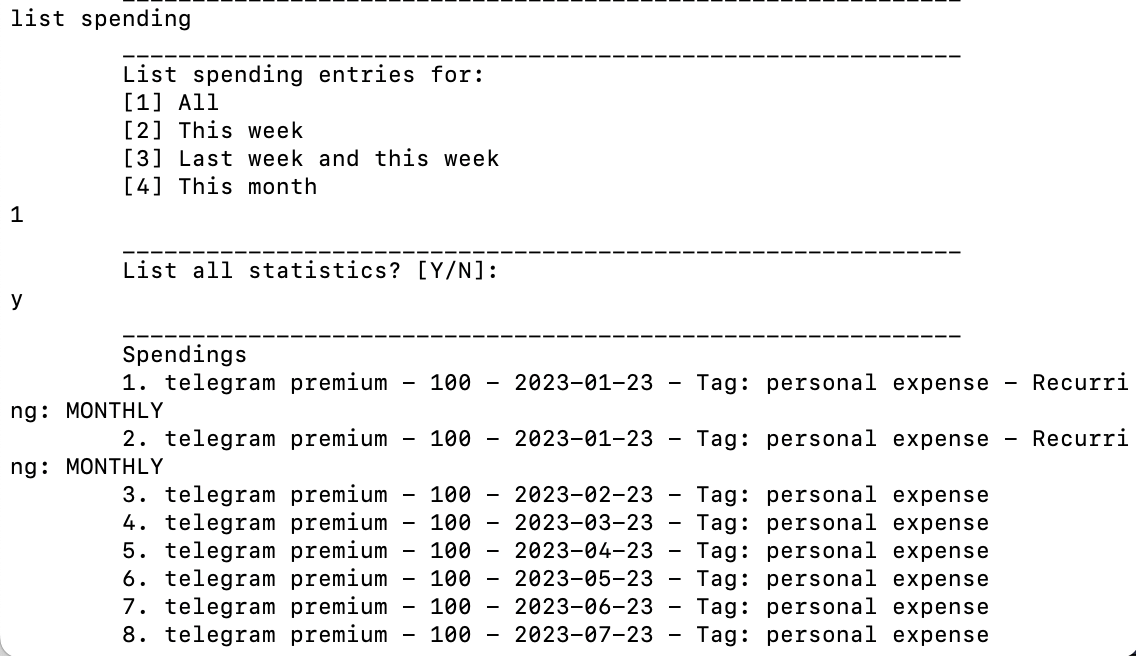 list spending
____________________________________________________________
List spending entries for:
[1] All
[2] This week
[3] Last week and this week
[4] This month
1
____________________________________________________________
List all statistics? [Y/N]:
y
____________________________________________________________
Spendings
1. telegram premium - 100 - 2023-01-23 - Tag: personal expense - Recurri
ng: MONTHLY
2. telegram premium - 100 - 2023-01-23 - Tag: personal expense - Recurri
ng: MONTHLY
3. telegram premium - 100 - 2023-02-23 - Tag: personal expense
4. telegram premium - 100 - 2023-03-23 - Tag: personal expense
5. telegram premium - 100 - 2023-04-23 - Tag: personal expense
6. telegram premium - 100 - 2023-05-23 - Tag: personal expense
7. telegram premium - 100 - 2023-06-23 - Tag: personal expense
8. telegram premium - 100 - 2023-07-23 - Tag: personal expense